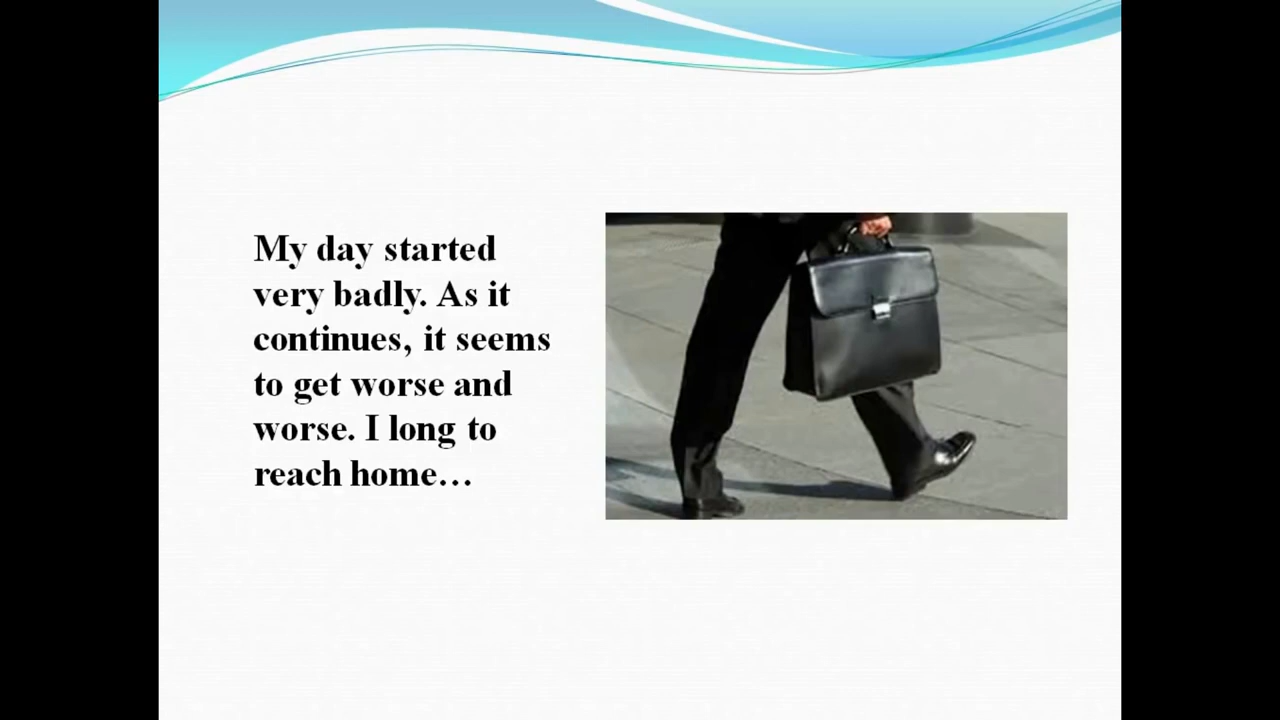 My day started
very badly. As it
continues, it seems
to get worse and
worse. I long to
reach home…